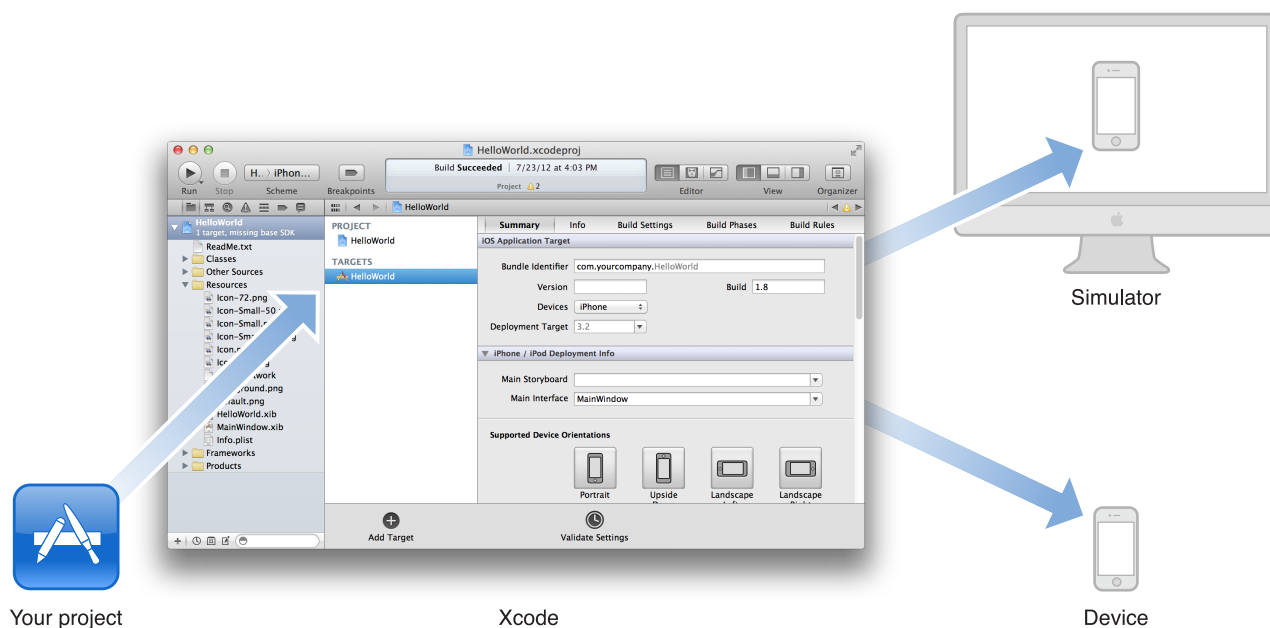 HelloWorld.xcodeproj
Build Succeeded | 7/23/12 at 4:03 PM
Project 2
H.. iPhon...
Run Stop Scheme Breakpoints Editor View Organizer
HelloWorld
HelloWorld
1 target, missing base SDK
ReadMe.txt
Classes
Other Sources
Resources
Icon-72.png
Icon-Small-50
Icon-Small
Icon-Sm
Icon
HelloWorld.xib
MainWindow.xib
Info.plist
Frameworks
Products
PROJECT
HelloWorld
TARGETS
HelloWorld
Summary Info Build Settings Build Phases Build Rules
iOS Application Target
Bundle Identifier com.yourcompany.HelloWorld
Version Build 1.8
Devices iPhone
Deployment Target 3.2
iPhone / iPod Deployment Info
Main Storyboard
Main Interface MainWindow
Supported Device Orientations
Portrait Upside Landscape Landscape
Add Target Validate Settings
Simulator
Your project Xcode Device